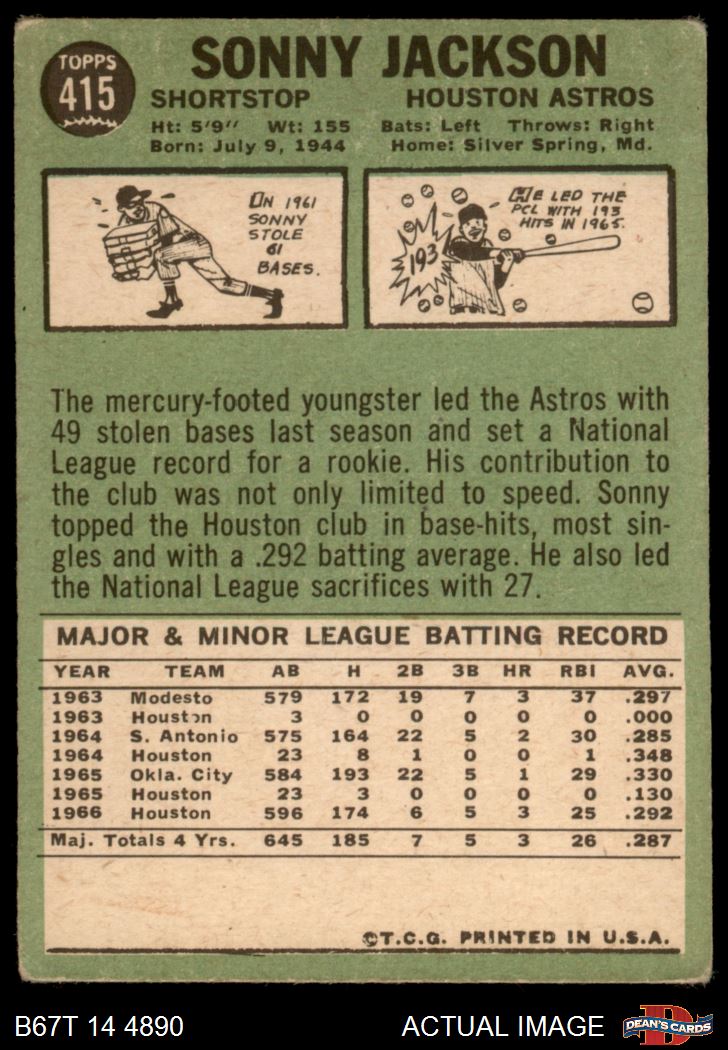 TOPPS
415
SONNY JACKSON
SHORTSTOP HOUSTON ASTROS
Ht: 5'9" Wt: 155 Bats: Left Throws: Right
Born: July 9, 1944 Home: Silver Spring, Md.
IN 1961
SONNY
STOLE
61
BASES.
HE LED THE
PCL WITH 193
HITS IN 1965.
193
The mercury-footed youngster led the Astros with
49 stolen bases last season and set a National
League record for a rookie. His contribution to
the club was not only limited to speed. Sonny
topped the Houston club in base-hits, most sin-
gles and with a .292 batting average. He also led
the National League sacrifices with 27.
MAJOR & MINOR LEAGUE BATTING RECORD
YEAR TEAM AB H 2B 3B HR RBI AVG.
1963 Modesto 579 172 19 7 3 37 .297
1963 Houston 3 0 0 0 0 0 .000
1964 S. Antonio 575 164 22 5 2 30 .285
1964 Houston 23 8 1 0 0 1 .348
1965 Okla. City 584 193 22 5 1 29 .330
1965 Houston 23 3 0 0 0 0 .130
1966 Houston 596 174 6 5 3 25 .292
Maj. Totals 4 Yrs. 645 185 7 5 3 26 .287
©T.C.G. PRINTED IN U.S.A.
B67T 14 4890 ACTUAL IMAGE
DEAN'S CARDS